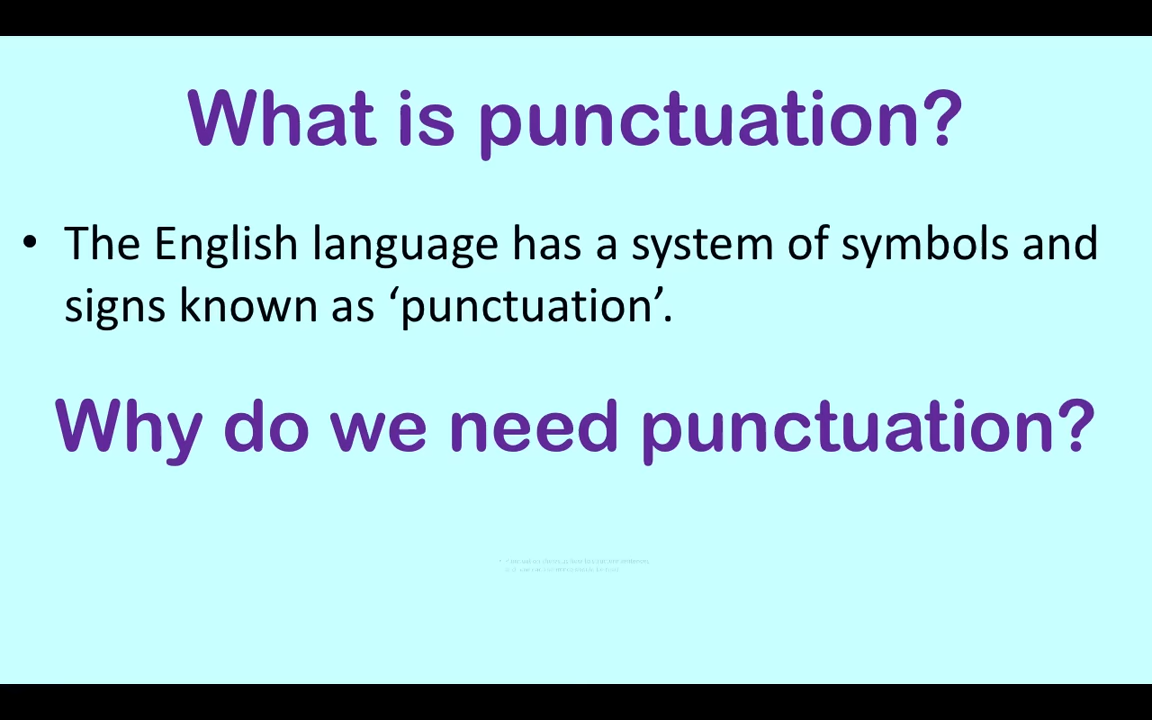 What is punctuation?
• The English language has a system of symbols and
signs known as ‘punctuation’.
Why do we need punctuation?